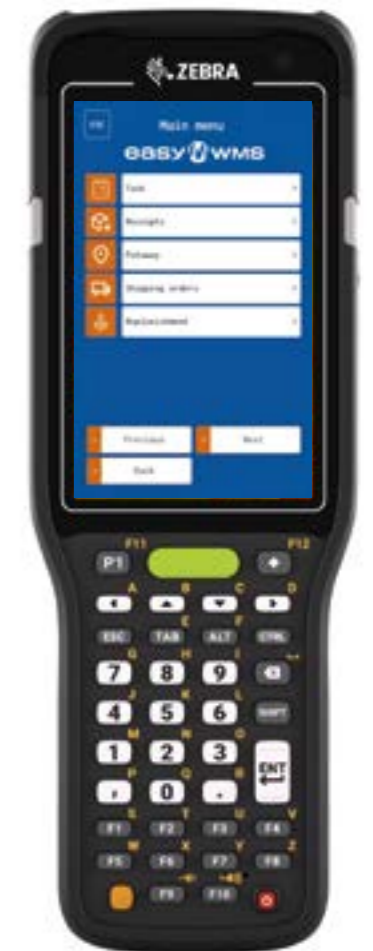 ZEBRA
Main menu
easy WMS
Task
Receipts
Putaway
Shipping orders
Replenishment
Previous
Next
Back
F11 F12
P1
A B C D
E F
ESC TAB ALT CTRL
G H I
7 8 9
J K L
4 5 6 SHIFT
M N O
1 2 3
ENT
P Q R
, 0 .
S T U V
F1 F2 F3 F4
W X Y Z
F5 F6 F7 F8
F9 F10